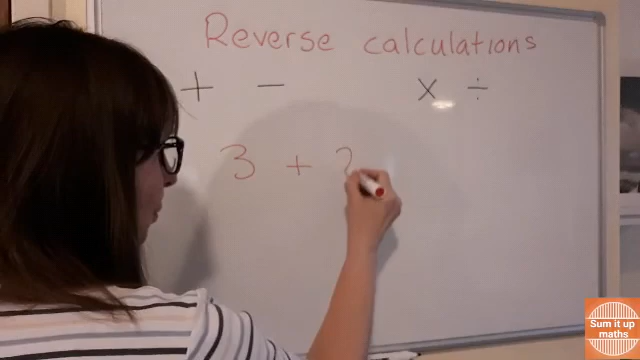 Reverse calculations
+ − × ÷
3 + 2
Sum it up
maths